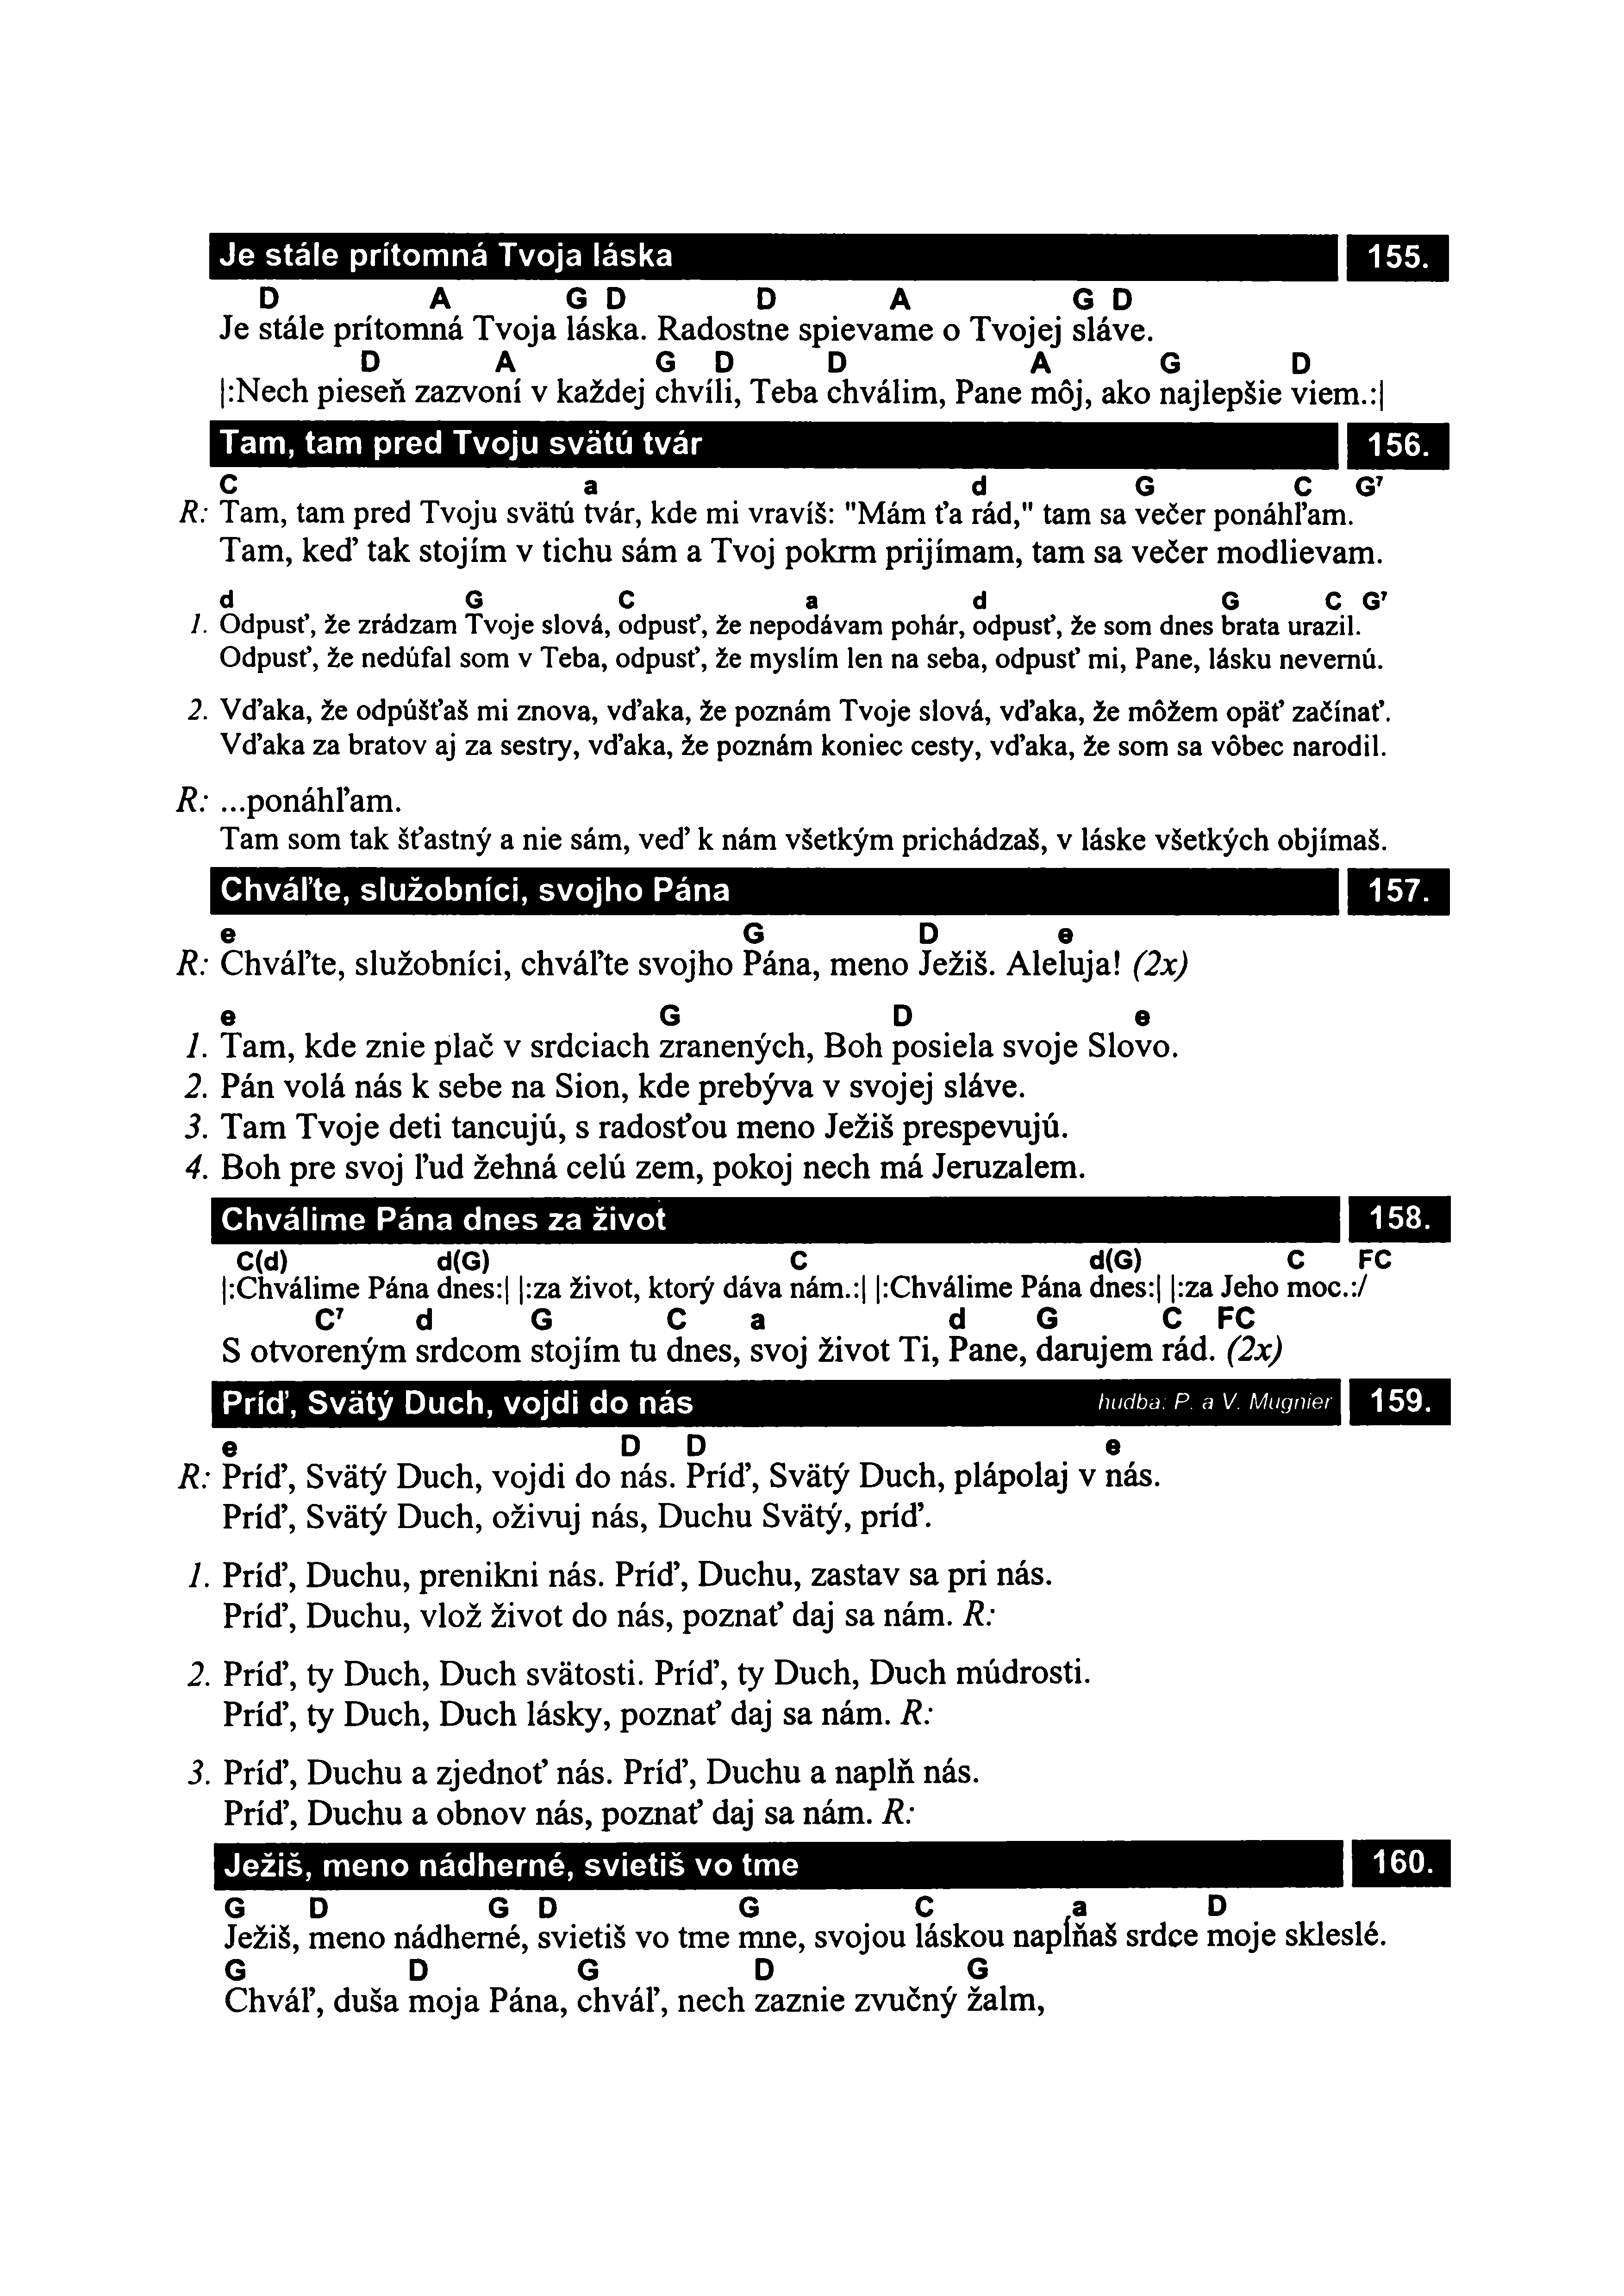 Je stále prítomná Tvoja láska 155.
D A G D D A G D
Je stále prítomná Tvoja láska. Radostne spievame o Tvojej sláve.
D A G D D A G D
|:Nech pieseň zazvoní v každej chvíli, Teba chválim, Pane môj, ako najlepšie viem.:|
Tam, tam pred Tvoju svätú tvár 156.
C a d G C G7
R: Tam, tam pred Tvoju svätú tvár, kde mi vravíš: "Mám ťa rád," tam sa večer ponáhľam.
Tam, keď tak stojím v tichu sám a Tvoj pokrm prijímam, tam sa večer modlievam.
d G C a d G C G7
1. Odpusť, že zrádzam Tvoje slová, odpusť, že nepodávam pohár, odpusť, že som dnes brata urazil.
Odpusť, že nedúfal som v Teba, odpusť, že myslím len na seba, odpusť mi, Pane, lásku nevernú.
2. Vďaka, že odpúšťaš mi znova, vďaka, že poznám Tvoje slová, vďaka, že môžem opäť začínať.
Vďaka za bratov aj za sestry, vďaka, že poznám koniec cesty, vďaka, že som sa vôbec narodil.
R: ...ponáhľam.
Tam som tak šťastný a nie sám, veď k nám všetkým prichádzaš, v láske všetkých objímaš.
Chváľte, služobníci, svojho Pána 157.
e G D e
R: Chváľte, služobníci, chváľte svojho Pána, meno Ježiš. Aleluja! (2x)
e G D e
1. Tam, kde znie plač v srdciach zranených, Boh posiela svoje Slovo.
2. Pán volá nás k sebe na Sion, kde prebýva v svojej sláve.
3. Tam Tvoje deti tancujú, s radosťou meno Ježiš prespevujú.
4. Boh pre svoj ľud žehná celú zem, pokoj nech má Jeruzalem.
Chválime Pána dnes za život 158.
C(d) d(G) C d(G) C FC
|:Chválime Pána dnes:| |:za život, ktorý dáva nám.:| |:Chválime Pána dnes:| |:za Jeho moc.:/
C7 d G C a d G C FC
S otvoreným srdcom stojím tu dnes, svoj život Ti, Pane, darujem rád. (2x)
Príď, Svätý Duch, vojdi do nás hudba: P. a V. Mugnier 159.
e D D e
R: Príď, Svätý Duch, vojdi do nás. Príď, Svätý Duch, plápolaj v nás.
Príď, Svätý Duch, oživuj nás, Duchu Svätý, príď.
1. Príď, Duchu, prenikni nás. Príď, Duchu, zastav sa pri nás.
Príď, Duchu, vlož život do nás, poznať daj sa nám. R:
2. Príď, ty Duch, Duch svätosti. Príď, ty Duch, Duch múdrosti.
Príď, ty Duch, Duch lásky, poznať daj sa nám. R:
3. Príď, Duchu a zjednoť nás. Príď, Duchu a naplň nás.
Príď, Duchu a obnov nás, poznať daj sa nám. R:
Ježiš, meno nádherné, svietiš vo tme 160.
G D G D G C a D
Ježiš, meno nádherné, svietiš vo tme mne, svojou láskou napĺňaš srdce moje skleslé.
G D G D G
Chváľ, duša moja Pána, chváľ, nech zaznie zvučný žalm,